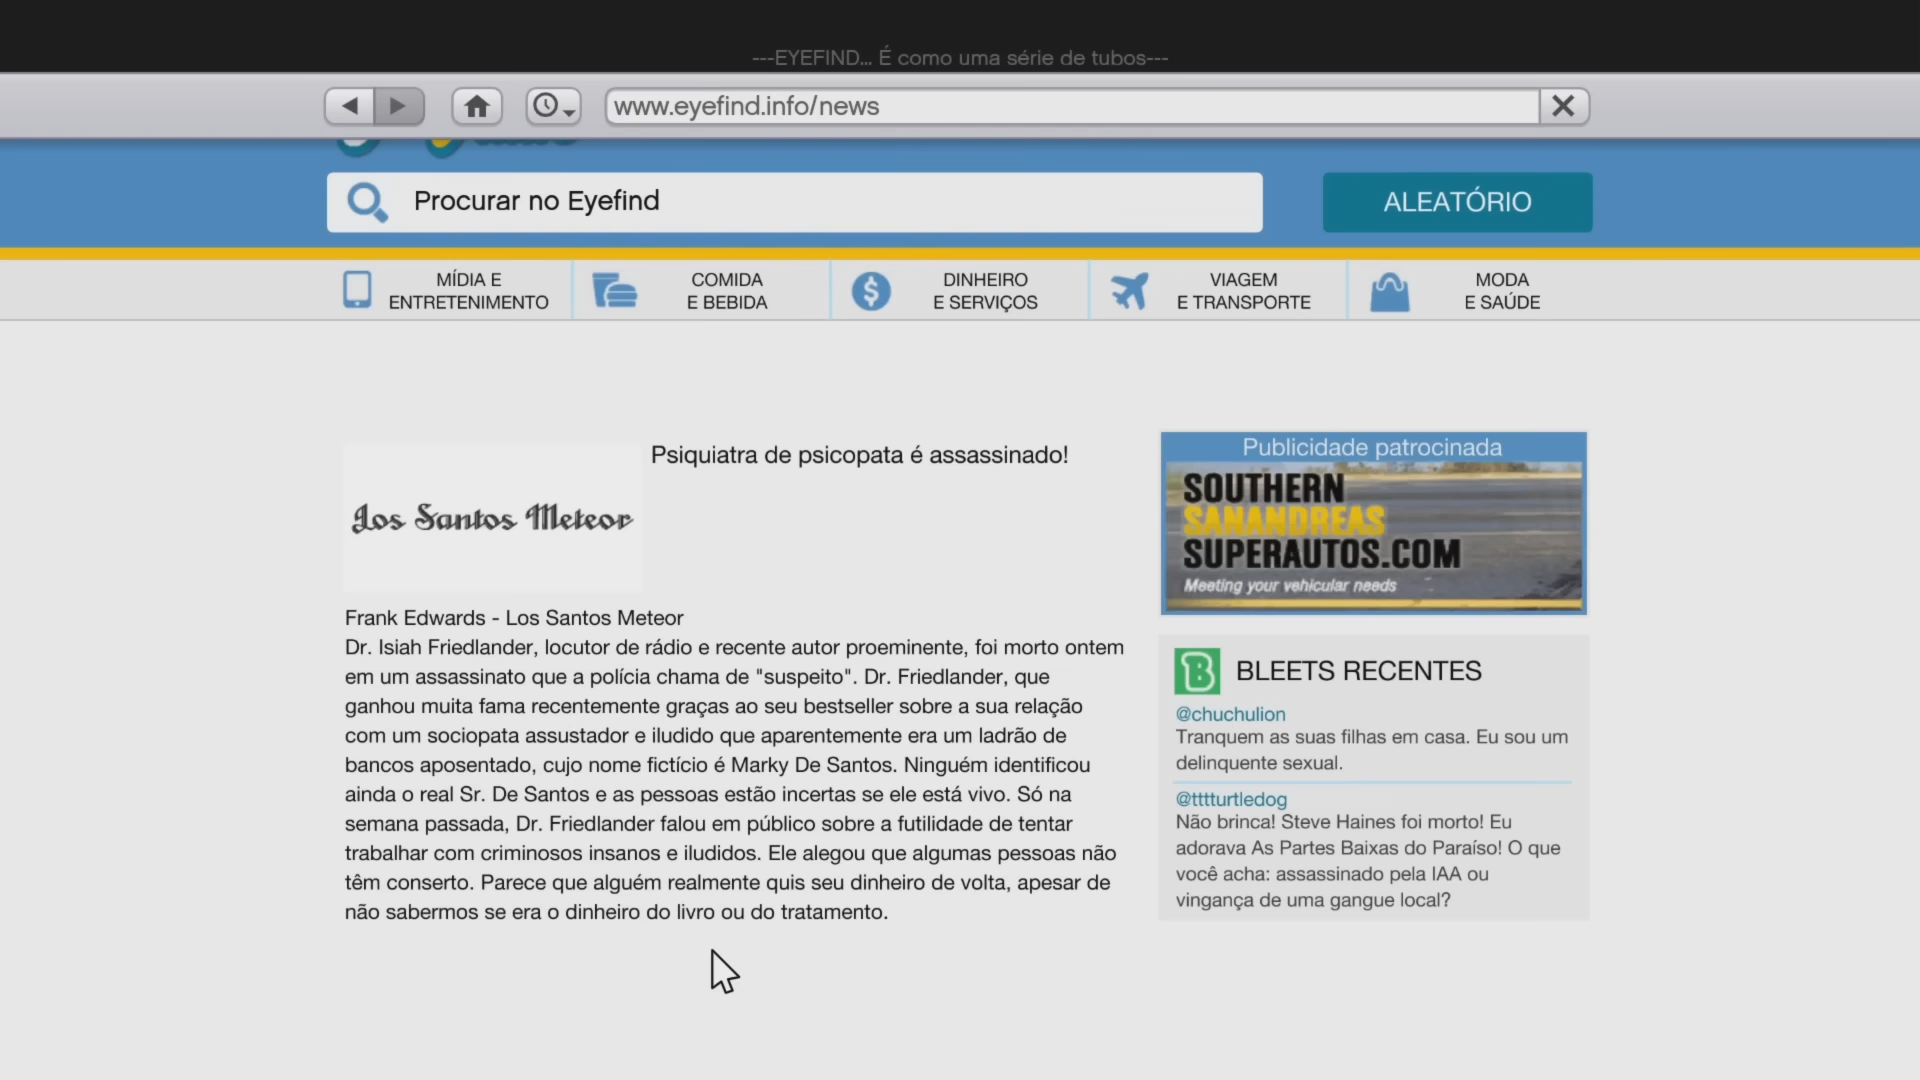 ---EYEFIND... É como uma série de tubos---
www.eyefind.info/news
Procurar no Eyefind
ALEATÓRIO
MÍDIA E
ENTRETENIMENTO
COMIDA
E BEBIDA
DINHEIRO
E SERVIÇOS
VIAGEM
E TRANSPORTE
MODA
E SAÚDE
Los Santos Meteor
Psiquiatra de psicopata é assassinado!
Frank Edwards - Los Santos Meteor
Dr. Isiah Friedlander, locutor de rádio e recente autor proeminente, foi morto ontem
em um assassinato que a polícia chama de "suspeito". Dr. Friedlander, que
ganhou muita fama recentemente graças ao seu bestseller sobre a sua relação
com um sociopata assustador e iludido que aparentemente era um ladrão de
bancos aposentado, cujo nome fictício é Marky De Santos. Ninguém identificou
ainda o real Sr. De Santos e as pessoas estão incertas se ele está vivo. Só na
semana passada, Dr. Friedlander falou em público sobre a futilidade de tentar
trabalhar com criminosos insanos e iludidos. Ele alegou que algumas pessoas não
têm conserto. Parece que alguém realmente quis seu dinheiro de volta, apesar de
não sabermos se era o dinheiro do livro ou do tratamento.
Publicidade patrocinada
SOUTHERN
SANANDREAS
SUPERAUTOS.COM
Meeting your vehicular needs
B BLEETS RECENTES
@chuchulion
Tranquem as suas filhas em casa. Eu sou um
delinquente sexual.
@tttturtledog
Não brinca! Steve Haines foi morto! Eu
adorava As Partes Baixas do Paraíso! O que
você acha: assassinado pela IAA ou
vingança de uma gangue local?